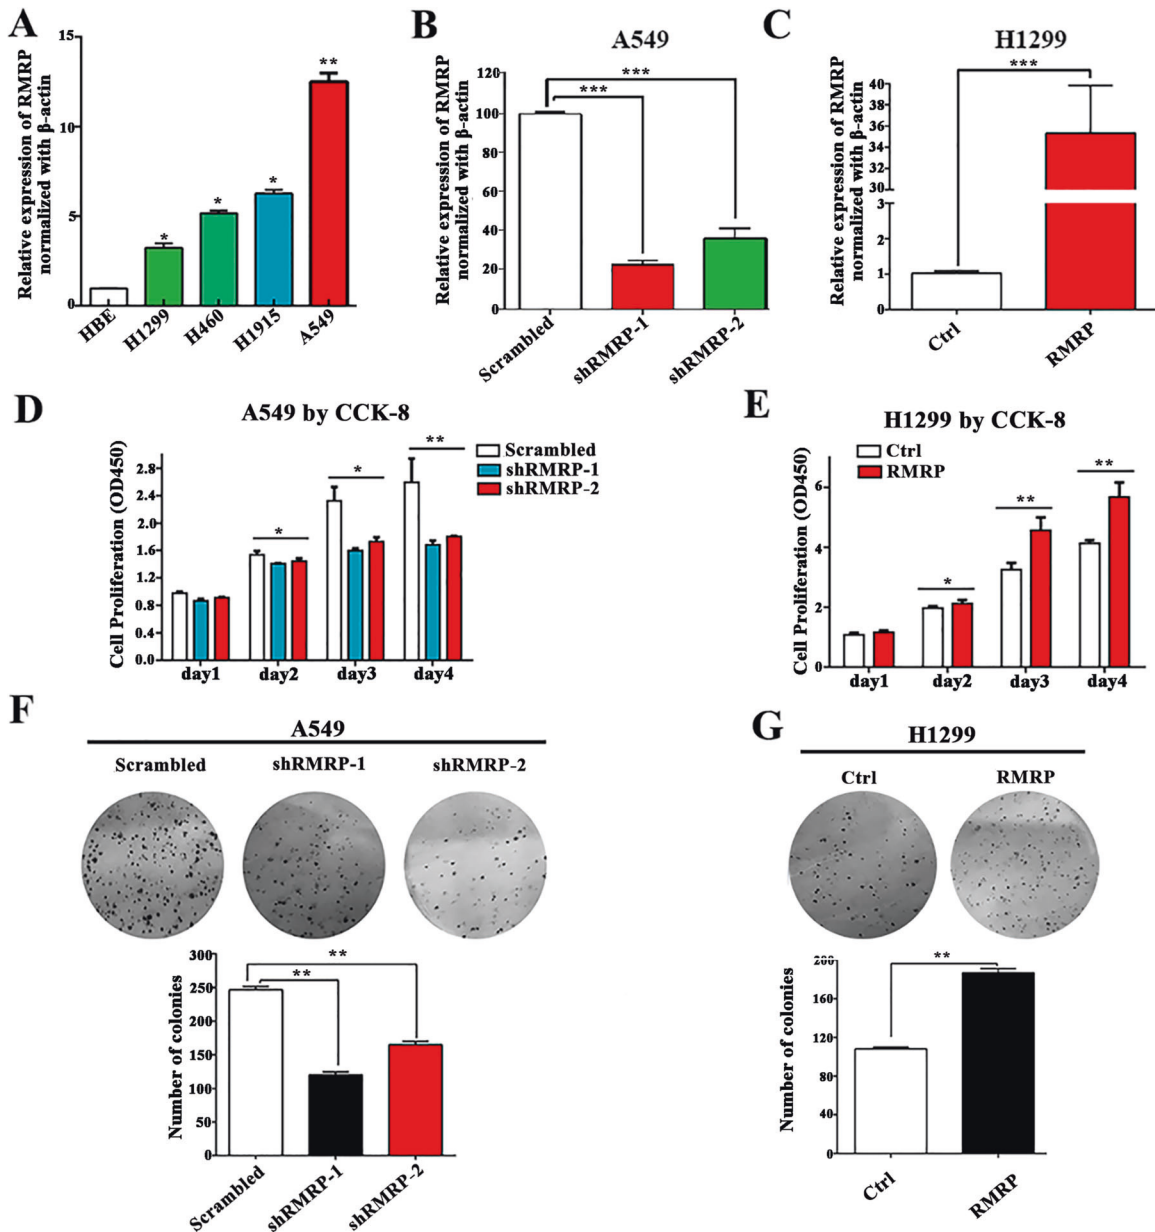 A
Relative expression of RMRP
normalized with β-actin
15
10
5
0
*
*
*
**
HBE
H1299
H460
H1915
A549
B
A549
Relative expression of RMRP
normalized with β-actin
120
100
80
60
40
20
0
***
***
Scrambled
shRMRP-1
shRMRP-2
C
H1299
Relative expression of RMRP
normalized with β-actin
40
38
36
34
32
30
3
2
1
0
***
Ctrl
RMRP
D
A549 by CCK-8
Cell Proliferation (OD450)
2.8
2.4
2.0
1.6
1.2
0.8
0.4
0.0
*
*
**
Scrambled
shRMRP-1
shRMRP-2
day1
day2
day3
day4
E
H1299 by CCK-8
Ctrl
RMRP
Cell Proliferation (OD450)
6
4
2
0
*
**
**
day1
day2
day3
day4
F
A549
Scrambled
shRMRP-1
shRMRP-2
Number of colonies
300
250
200
150
100
50
0
**
**
Scrambled
shRMRP-1
shRMRP-2
G
H1299
Ctrl
RMRP
Number of colonies
200
160
120
80
40
0
**
Ctrl
RMRP